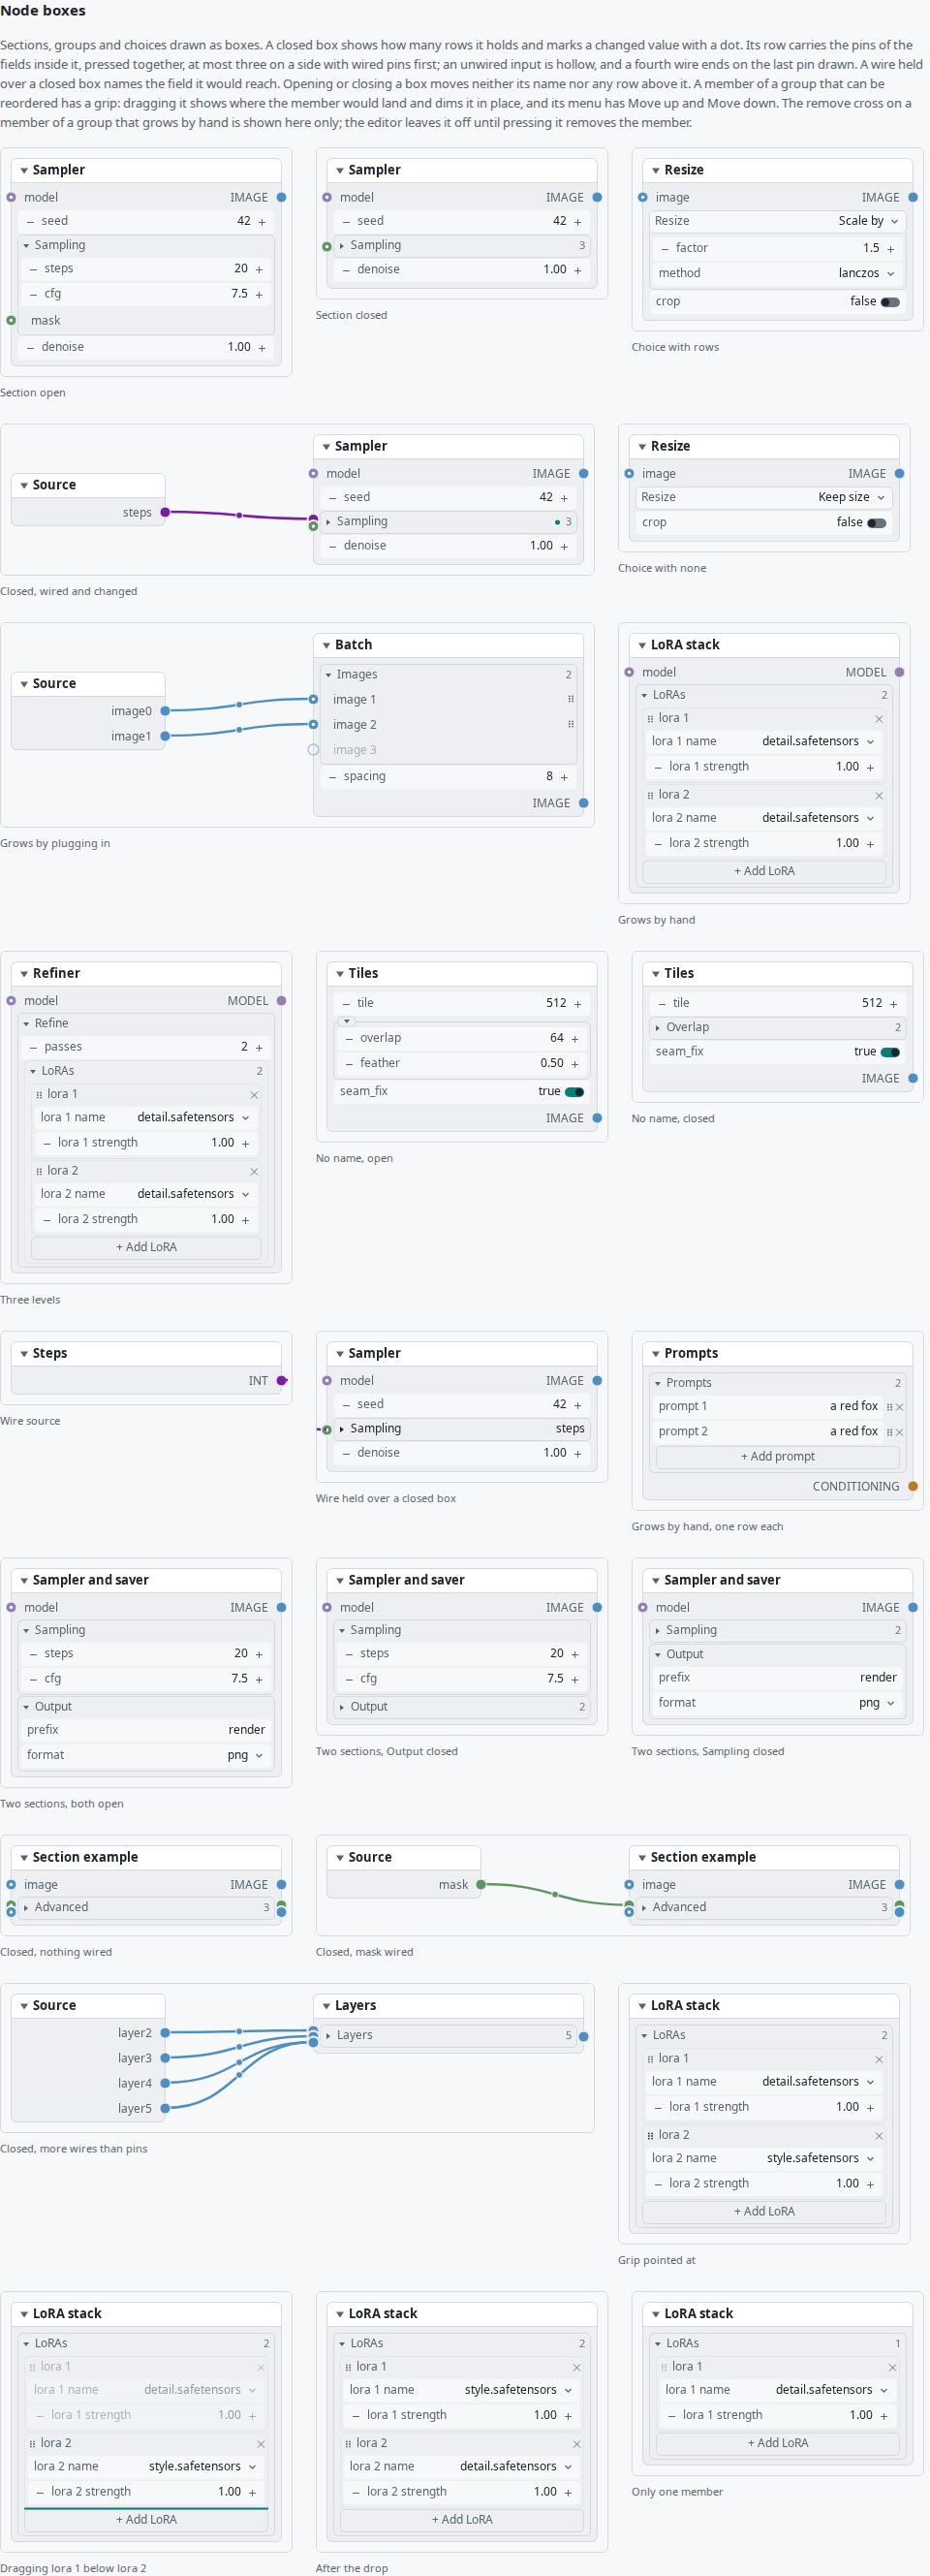 Node boxes
Sections, groups and choices drawn as boxes. A closed box shows how many rows it holds and marks a changed value with a dot. Its row carries the pins of the
fields inside it, pressed together, at most three on a side with wired pins first; an unwired input is hollow, and a fourth wire ends on the last pin drawn. A wire held
over a closed box names the field it would reach. Opening or closing a box moves neither its name nor any row above it. A member of a group that can be
reordered has a grip: dragging it shows where the member would land and dims it in place, and its menu has Move up and Move down. The remove cross on a
member of a group that grows by hand is shown here only; the editor leaves it off until pressing it removes the member.
Sampler
model IMAGE
− seed 42 +
Sampling
− steps 20 +
− cfg 7.5 +
mask
− denoise 1.00 +
Section open
Sampler
model IMAGE
− seed 42 +
Sampling 3
− denoise 1.00 +
Section closed
Resize
image IMAGE
Resize Scale by
− factor 1.5 +
method lanczos
crop false
Choice with rows
Source
steps
Sampler
model IMAGE
− seed 42 +
Sampling 3
− denoise 1.00 +
Closed, wired and changed
Resize
image IMAGE
Resize Keep size
crop false
Choice with none
Source
image0
image1
Batch
Images 2
image 1
image 2
image 3
− spacing 8 +
IMAGE
Grows by plugging in
LoRA stack
model MODEL
LoRAs 2
lora 1
lora 1 name detail.safetensors
− lora 1 strength 1.00 +
lora 2
lora 2 name detail.safetensors
− lora 2 strength 1.00 +
+ Add LoRA
Grows by hand
Refiner
model MODEL
Refine
− passes 2 +
LoRAs 2
lora 1
lora 1 name detail.safetensors
− lora 1 strength 1.00 +
lora 2
lora 2 name detail.safetensors
− lora 2 strength 1.00 +
+ Add LoRA
Three levels
Tiles
− tile 512 +
− overlap 64 +
− feather 0.50 +
seam_fix true
IMAGE
No name, open
Tiles
− tile 512 +
Overlap 2
seam_fix true
IMAGE
No name, closed
Steps
INT
Wire source
Sampler
model IMAGE
− seed 42 +
Sampling steps
− denoise 1.00 +
Wire held over a closed box
Prompts
Prompts 2
prompt 1 a red fox
prompt 2 a red fox
+ Add prompt
CONDITIONING
Grows by hand, one row each
Sampler and saver
model IMAGE
Sampling
− steps 20 +
− cfg 7.5 +
Output
prefix render
format png
Two sections, both open
Sampler and saver
model IMAGE
Sampling
− steps 20 +
− cfg 7.5 +
Output 2
Two sections, Output closed
Sampler and saver
model IMAGE
Sampling 2
Output
prefix render
format png
Two sections, Sampling closed
Section example
image IMAGE
Advanced 3
Closed, nothing wired
Source
mask
Section example
image IMAGE
Advanced 3
Closed, mask wired
Source
layer2
layer3
layer4
layer5
Layers
Layers 5
Closed, more wires than pins
LoRA stack
LoRAs 2
lora 1
lora 1 name detail.safetensors
− lora 1 strength 1.00 +
lora 2
lora 2 name style.safetensors
− lora 2 strength 1.00 +
+ Add LoRA
Grip pointed at
LoRA stack
LoRAs 2
lora 1
lora 1 name detail.safetensors
− lora 1 strength 1.00 +
lora 2
lora 2 name style.safetensors
− lora 2 strength 1.00 +
+ Add LoRA
Dragging lora 1 below lora 2
LoRA stack
LoRAs 2
lora 1
lora 1 name style.safetensors
− lora 1 strength 1.00 +
lora 2
lora 2 name detail.safetensors
− lora 2 strength 1.00 +
+ Add LoRA
After the drop
LoRA stack
LoRAs 1
lora 1
lora 1 name detail.safetensors
− lora 1 strength 1.00 +
+ Add LoRA
Only one member